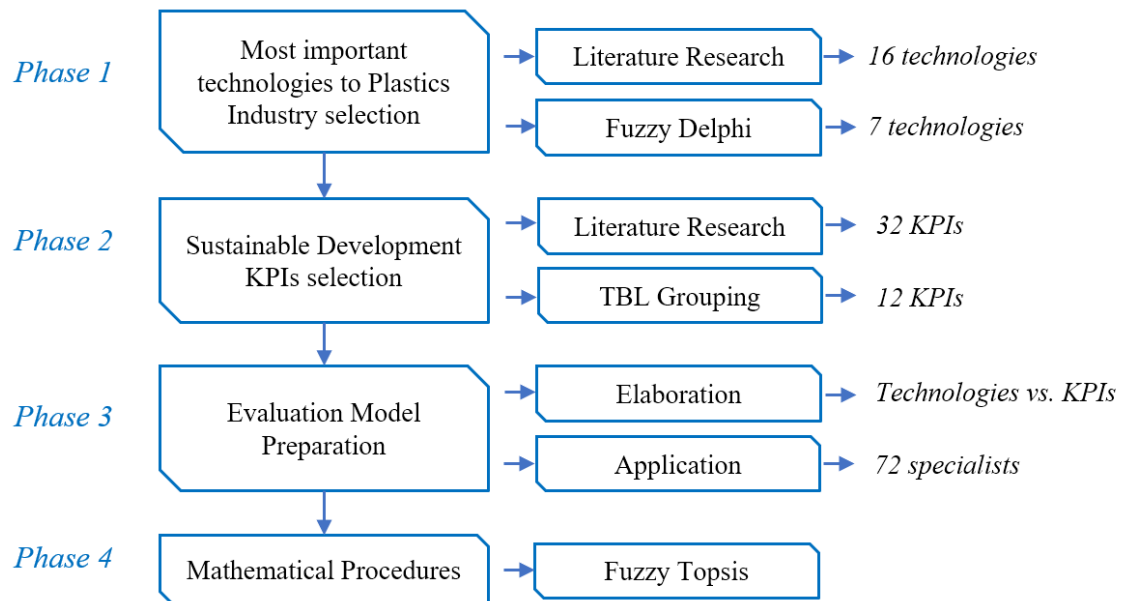 Phase 1
Most important
technologies to Plastics
Industry selection
Literature Research
16 technologies
Fuzzy Delphi
7 technologies
Phase 2
Sustainable Development
KPIs selection
Literature Research
32 KPIs
TBL Grouping
12 KPIs
Phase 3
Evaluation Model
Preparation
Elaboration
Technologies vs. KPIs
Application
72 specialists
Phase 4
Mathematical Procedures
Fuzzy Topsis